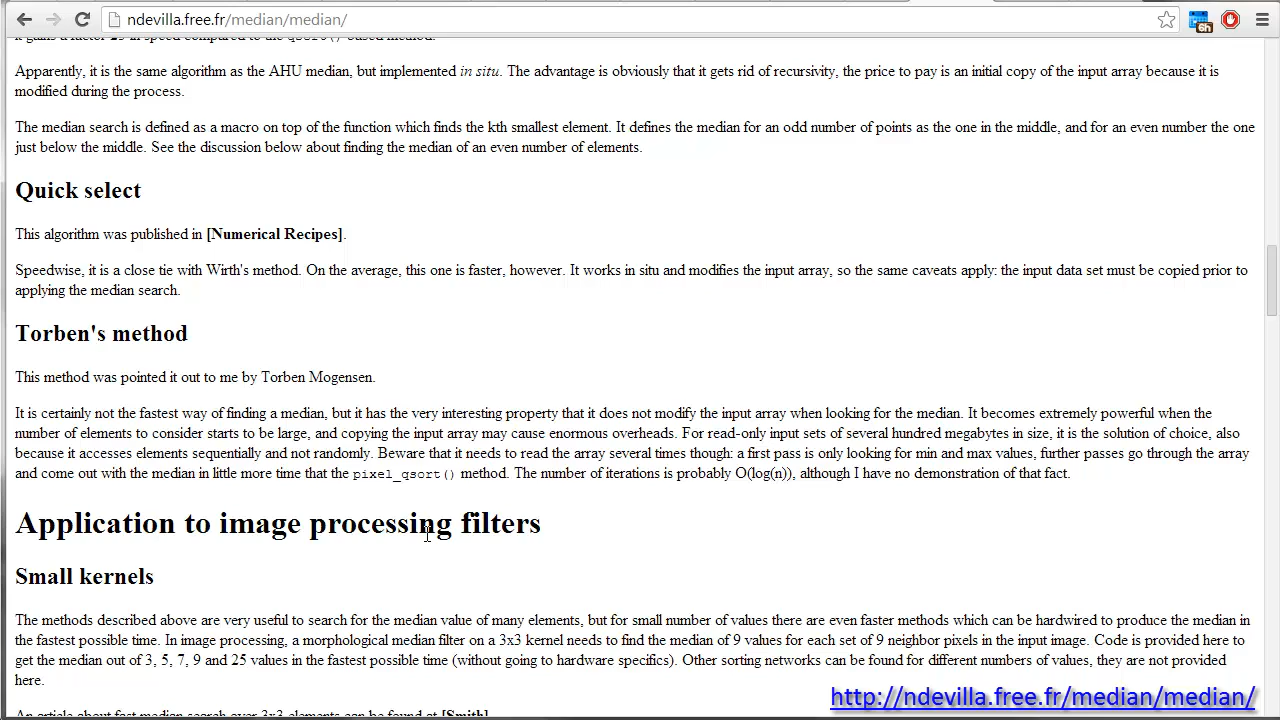 ndevilla.free.fr/median/median/
6h
it gains a factor 25 in speed compared to the qsort()-based method.
Apparently, it is the same algorithm as the AHU median, but implemented in situ. The advantage is obviously that it gets rid of recursivity, the price to pay is an initial copy of the input array because it is
modified during the process.
The median search is defined as a macro on top of the function which finds the kth smallest element. It defines the median for an odd number of points as the one in the middle, and for an even number the one
just below the middle. See the discussion below about finding the median of an even number of elements.
Quick select
This algorithm was published in [Numerical Recipes].
Speedwise, it is a close tie with Wirth's method. On the average, this one is faster, however. It works in situ and modifies the input array, so the same caveats apply: the input data set must be copied prior to
applying the median search.
Torben's method
This method was pointed it out to me by Torben Mogensen.
It is certainly not the fastest way of finding a median, but it has the very interesting property that it does not modify the input array when looking for the median. It becomes extremely powerful when the
number of elements to consider starts to be large, and copying the input array may cause enormous overheads. For read-only input sets of several hundred megabytes in size, it is the solution of choice, also
because it accesses elements sequentially and not randomly. Beware that it needs to read the array several times though: a first pass is only looking for min and max values, further passes go through the array
and come out with the median in little more time that the pixel_qsort() method. The number of iterations is probably O(log(n)), although I have no demonstration of that fact.
Application to image processing filters
Small kernels
The methods described above are very useful to search for the median value of many elements, but for small number of values there are even faster methods which can be hardwired to produce the median in
the fastest possible time. In image processing, a morphological median filter on a 3x3 kernel needs to find the median of 9 values for each set of 9 neighbor pixels in the input image. Code is provided here to
get the median out of 3, 5, 7, 9 and 25 values in the fastest possible time (without going to hardware specifics). Other sorting networks can be found for different numbers of values, they are not provided
here.
An article about fast median search over 3x3 elements can be found at [Smith].
http://ndevilla.free.fr/median/median/